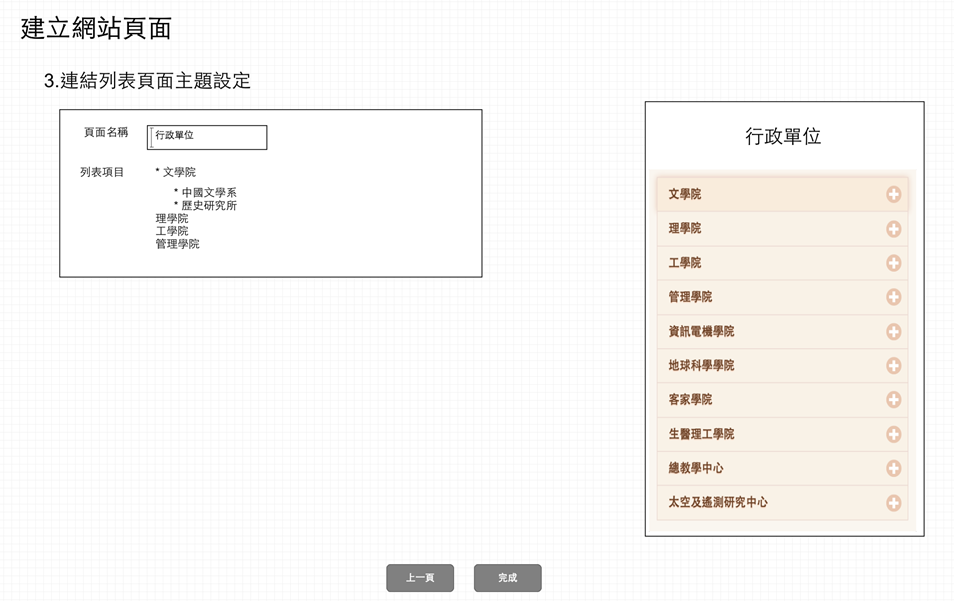 建立網站頁面
3.連結列表頁面主題設定
頁面名稱
行政單位
列表項目
* 文學院
* 中國文學系
* 歷史研究所
理學院
工學院
管理學院
行政單位
文學院
理學院
工學院
管理學院
資訊電機學院
地球科學學院
客家學院
生醫理工學院
總教學中心
太空及遙測研究中心
上一頁
完成